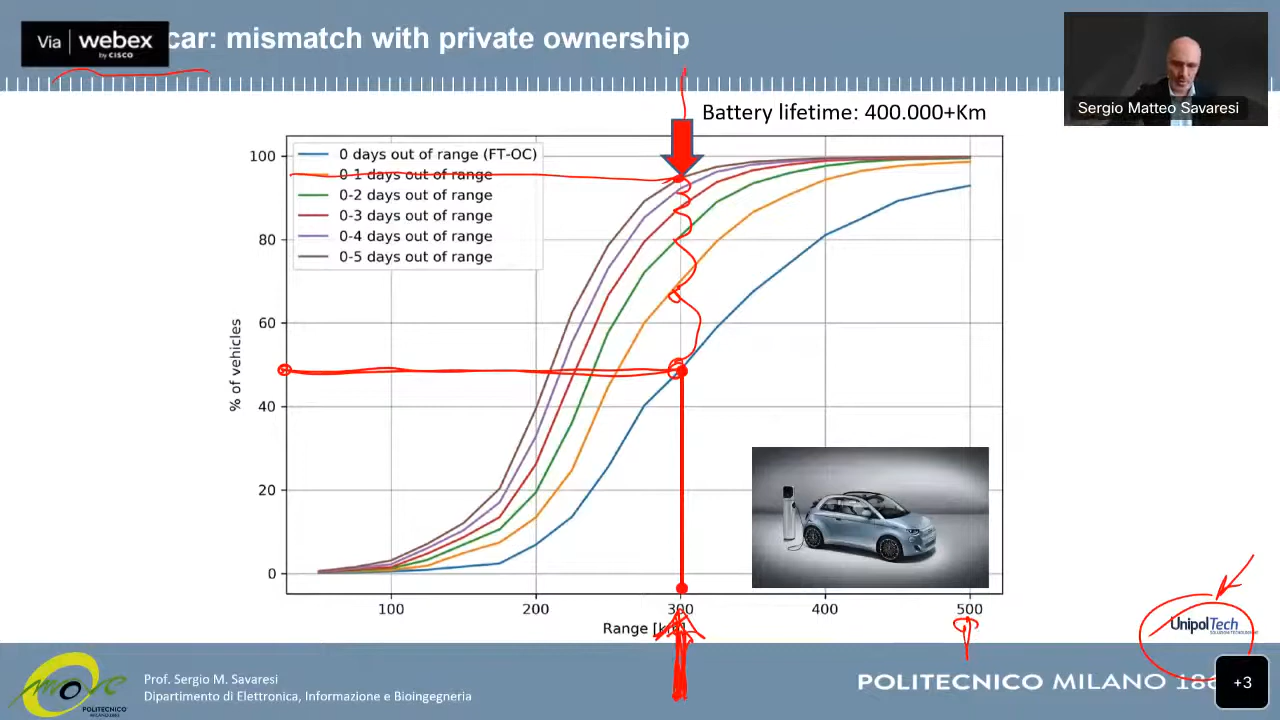 Via webex
by CISCO
car: mismatch with private ownership
Sergio Matteo Savaresi
Battery lifetime: 400.000+Km
0 days out of range (FT-OC)
0-1 days out of range
0-2 days out of range
0-3 days out of range
0-4 days out of range
0-5 days out of range
100
80
60
40
20
0
% of vehicles
100
200
300
400
500
Range [km]
UnipolTech
move
POLITECNICO
Prof. Sergio M. Savaresi
Dipartimento di Elettronica, Informazione e Bioingegneria
POLITECNICO MILANO 18
+3